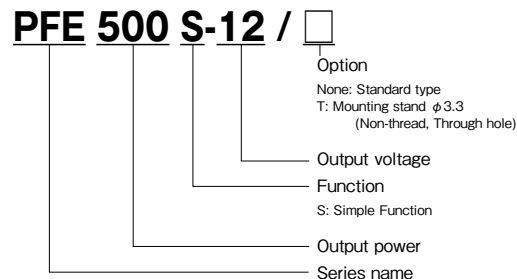 PFE 500 S-12 / □
Option
None: Standard type
T: Mounting stand φ3.3
(Non-thread, Through hole)
Output voltage
Function
S: Simple Function
Output power
Series name